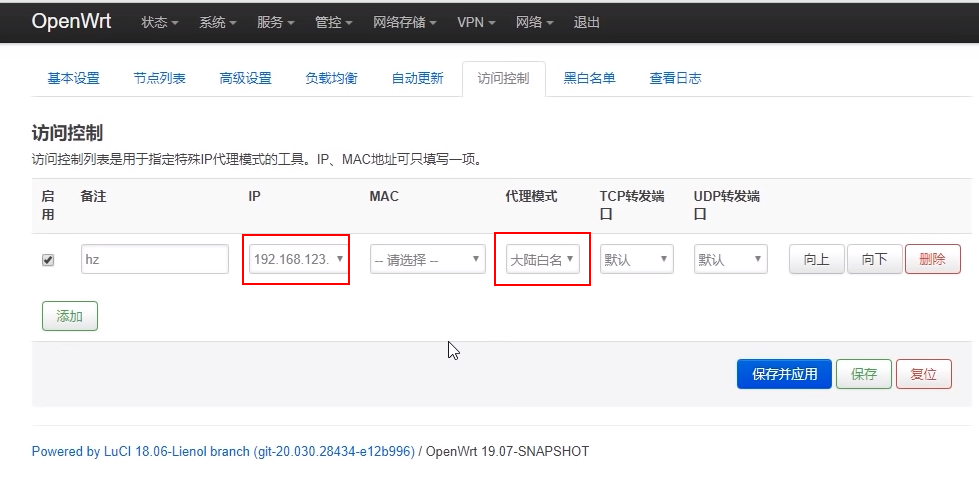 OpenWrt 状态 系统 服务 管控 网络存储 VPN 网络 退出
基本设置 节点列表 高级设置 负载均衡 自动更新 访问控制 黑白名单 查看日志
访问控制
访问控制列表是用于指定特殊IP代理模式的工具。IP、MAC地址可只填写一项。
启用 备注 IP MAC 代理模式 TCP转发端口 UDP转发端口
hz 192.168.123. -- 请选择 -- 大陆白名 默认 默认 向上 向下 删除
添加
保存并应用 保存 复位
Powered by LuCI 18.06-Lienol branch (git-20.030.28434-e12b996) / OpenWrt 19.07-SNAPSHOT